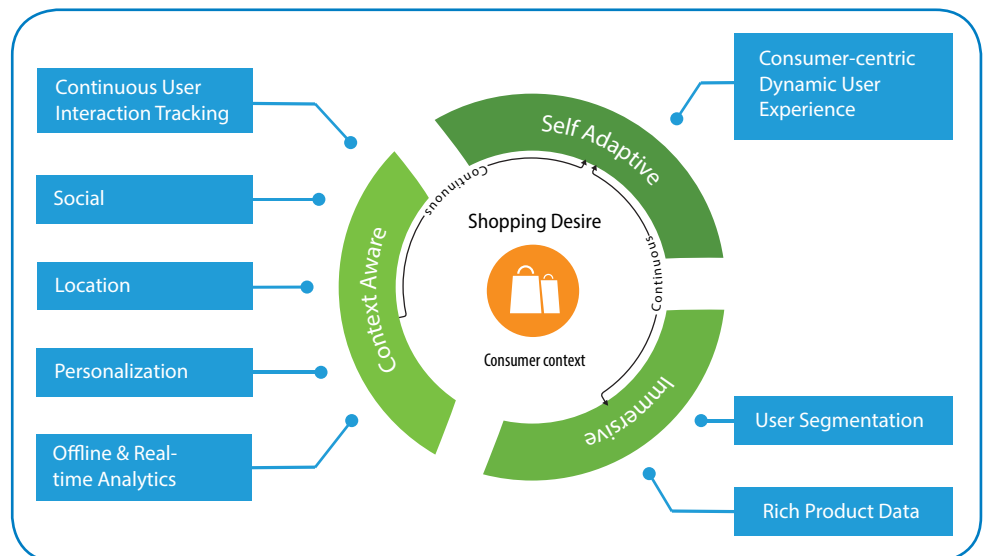 Continuous User
Interaction Tracking
Social
Location
Personalization
Offline & Real-
time Analytics
Context Aware
Continuous
Self Adaptive
Shopping Desire
Consumer context
Continuous
Immersive
Consumer-centric
Dynamic User
Experience
User Segmentation
Rich Product Data